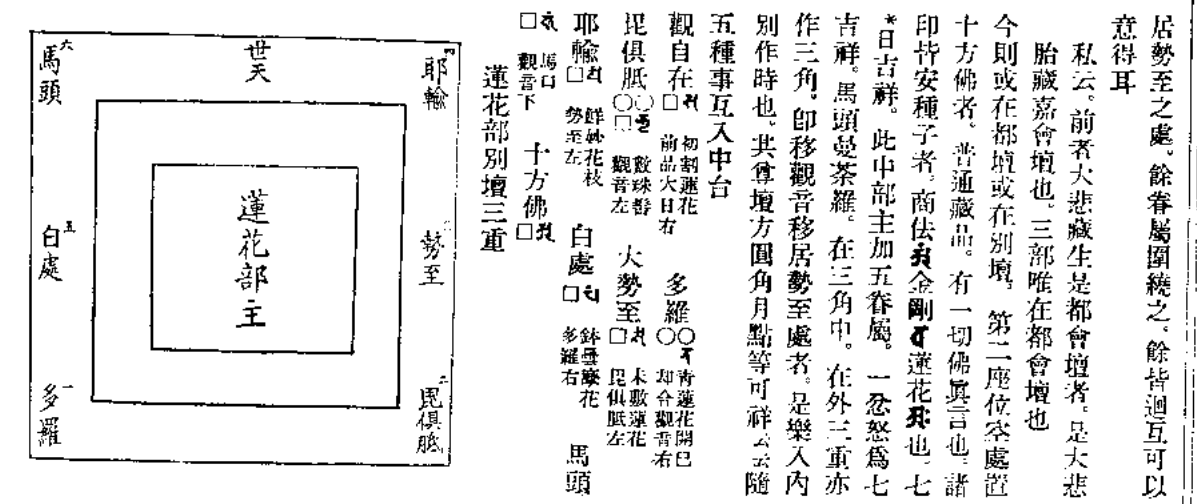 居勢至之處。餘眷屬圍繞之。餘皆迴互可以
意得耳
私云。前者大悲藏生是都會壇者。是大悲
胎藏嘉會壇也。三部唯在都會壇也
今則或在都壇或在別壇。第二座位空處置
十方佛者。普通藏品。有一切佛眞言也。諸
印皆安種子者。商佉 金剛 蓮花 也。七
*日吉祥。此中部主加五眷屬。一忿怒爲七
吉祥。馬頭曼荼羅。在三角中。在外三重亦
作三角。卽移觀音移居勢至處者。是樂入內
別作時也。其尊壇方圓角月點等可祥云云隨
五種事互入中台
觀自在□ 初割蓮花 前品大日右 多羅○○ 青蓮花開已 却合觀音右
毘俱胝○□ 數珠鬘 觀音左 大勢至□ 未敷蓮花 毘俱胝左
耶輸□ 鮮妙花枝 勢至左 白處□ 鉢曇摩花 多羅右 馬頭
□ 馬口 觀音下 十方佛□
蓮花部別壇三重
耶輸
世天
六 馬頭
勢至
蓮花部主
五 白處
二 毘俱胝
一 多羅